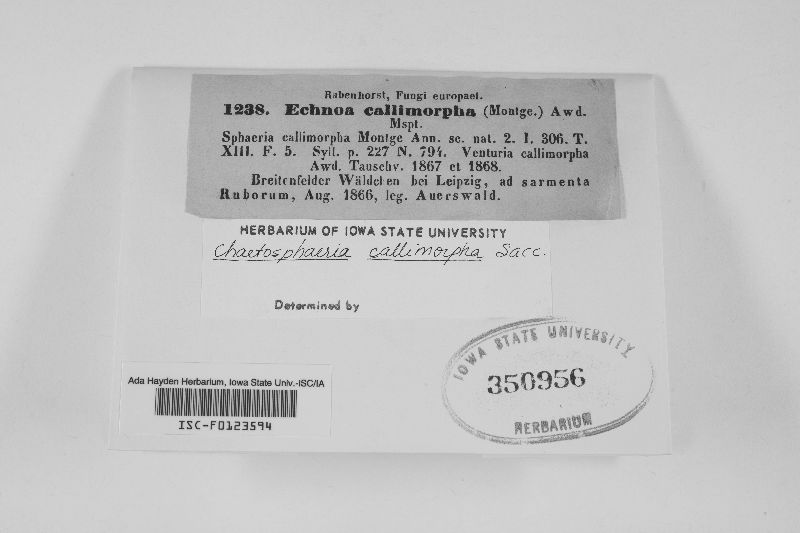 Rabenhorst, Fungi europaei.
1238. Echnoa callimorpha (Montge.) Awd.
Mspt.
Sphaeria callimorpha Montge Ann. sc. nat. 2. I. 306. T.
XIII. F. 5. Syll. p. 227 N. 794. Venturia callimorpha
Awd. Tauschv. 1867 et 1868.
Breitenfelder Wäldchen bei Leipzig, ad sarmenta
Ruborum, Aug. 1866, leg. Auerswald.
HERBARIUM OF IOWA STATE UNIVERSITY
Chaetosphaeria callimorpha Sacc.
Determined by
IOWA STATE UNIVERSITY
350956
HERBARIUM
Ada Hayden Herbarium, Iowa State Univ.-ISC/IA
ISC-F0123594